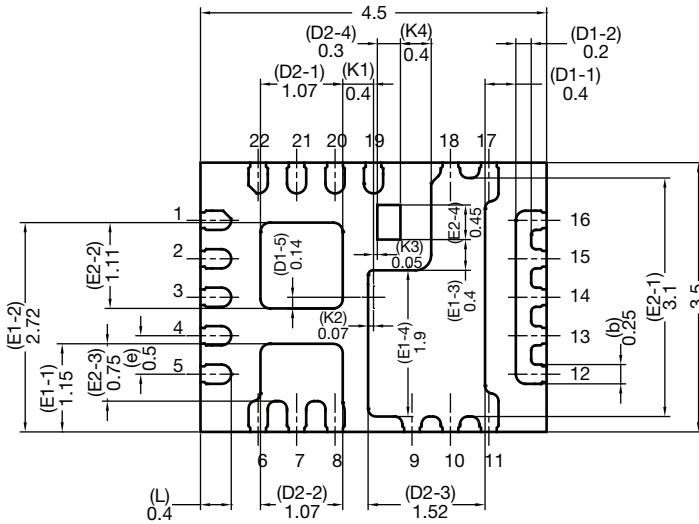 4.5
(D2-4)
0.3
(K4)
0.4
(D1-2)
0.2
(D2-1)
1.07
(K1)
0.4
(D1-1)
0.4
22 21 20 19 18 17
1
2
3
4
5
16
15
14
13
12
(E1-2)
2.72
(E2-2)
1.11
(D1-5)
0.14
(E2-4)
0.45
(K3)
0.05
(E1-3)
0.4
(E2-1)
3.1
3.5
(K2)
0.07
(E1-4)
1.9
(b)
0.25
(E1-1)
1.15
(E2-3)
0.75
(e)
0.5
6 7 8 9 10 11
(L)
0.4
(D2-2)
1.07
(D2-3)
1.52